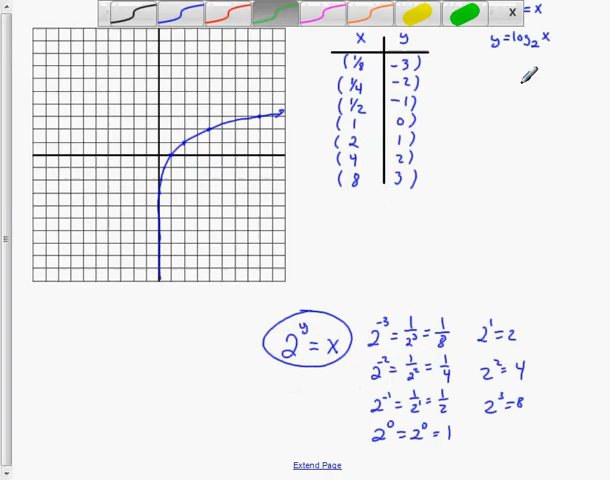 x = x
x y
y=log₂x
(⅛ -3)
(¼ -2)
(½ -1)
(1 0)
(2 1)
(4 2)
(8 3)
2^y = x
2^-3 = 1/2^3 = 1/8 2^1 = 2
2^-2 = 1/2^2 = 1/4 2^2 = 4
2^-1 = 1/2^1 = 1/2 2^3 = 8
2^0 = 2^0 = 1
Extend Page